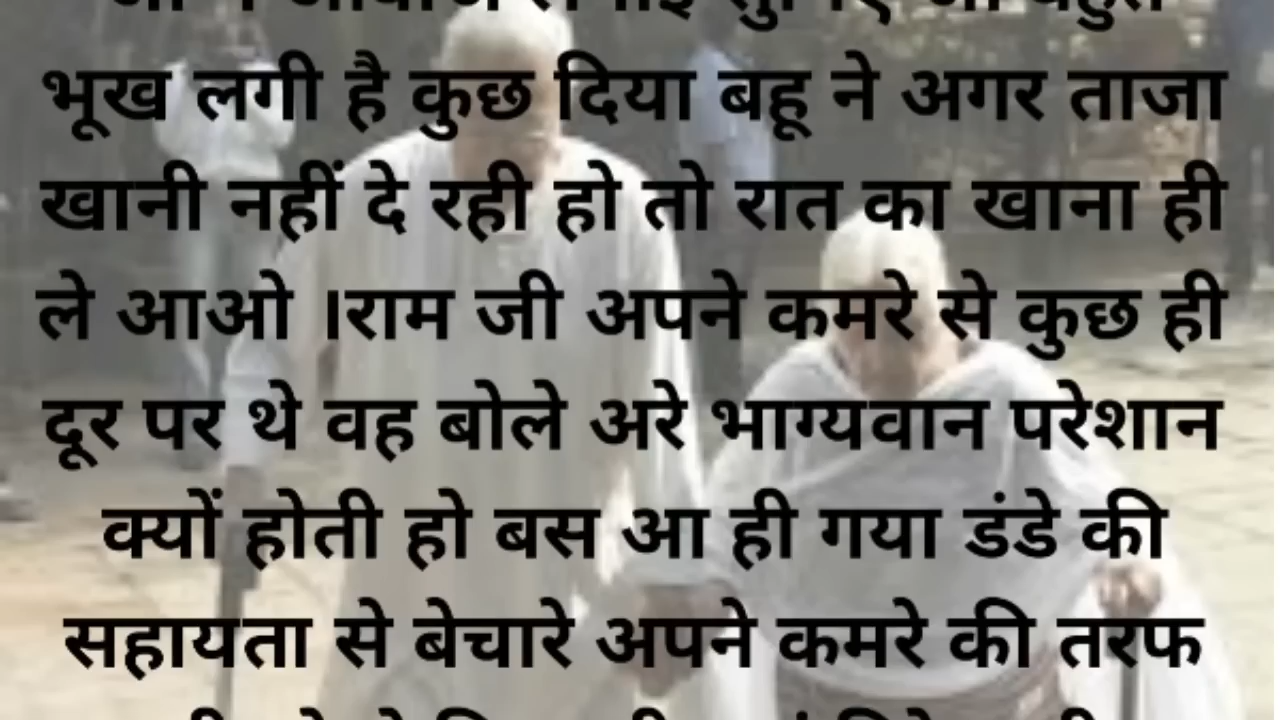 भूख लगी है कुछ दिया बहू ने अगर ताजा
खानी नहीं दे रही हो तो रात का खाना ही
ले आओ ।राम जी अपने कमरे से कुछ ही
दूर पर थे वह बोले अरे भाग्यवान परेशान
क्यों होती हो बस आ ही गया डंडे की
सहायता से बेचारे अपने कमरे की तरफ